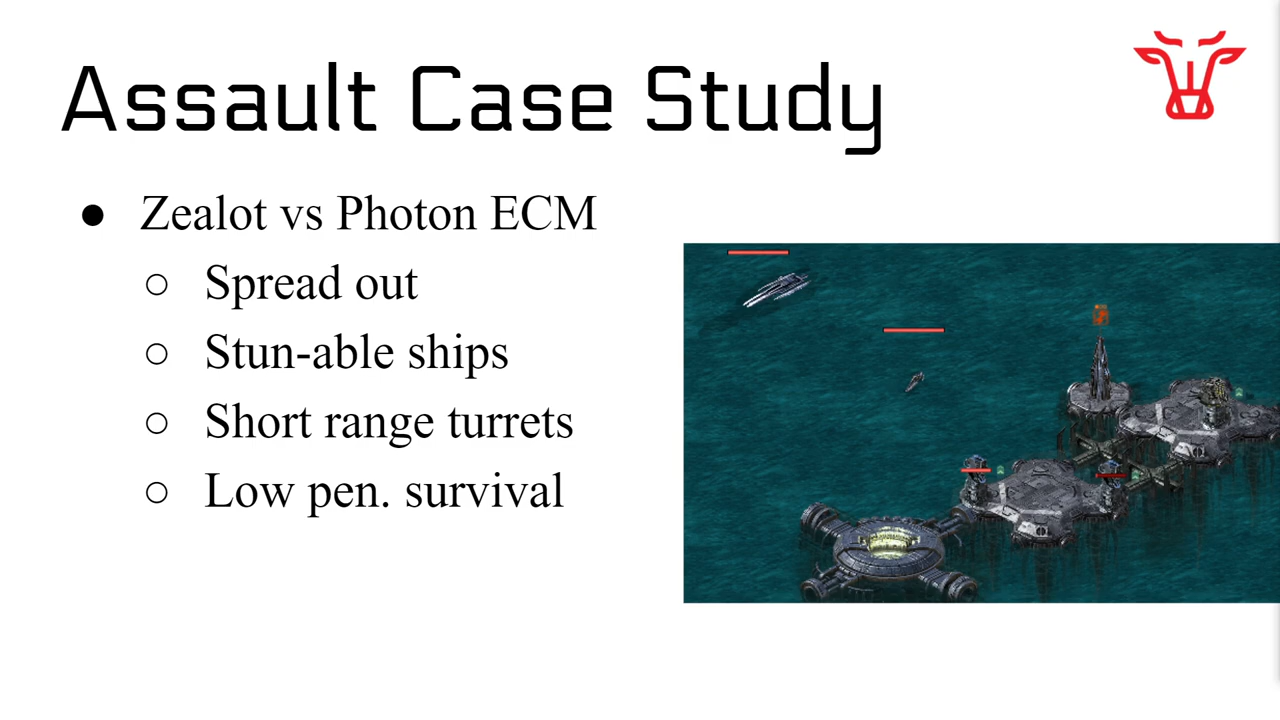 Assault Case Study
● Zealot vs Photon ECM
○ Spread out
○ Stun-able ships
○ Short range turrets
○ Low pen. survival